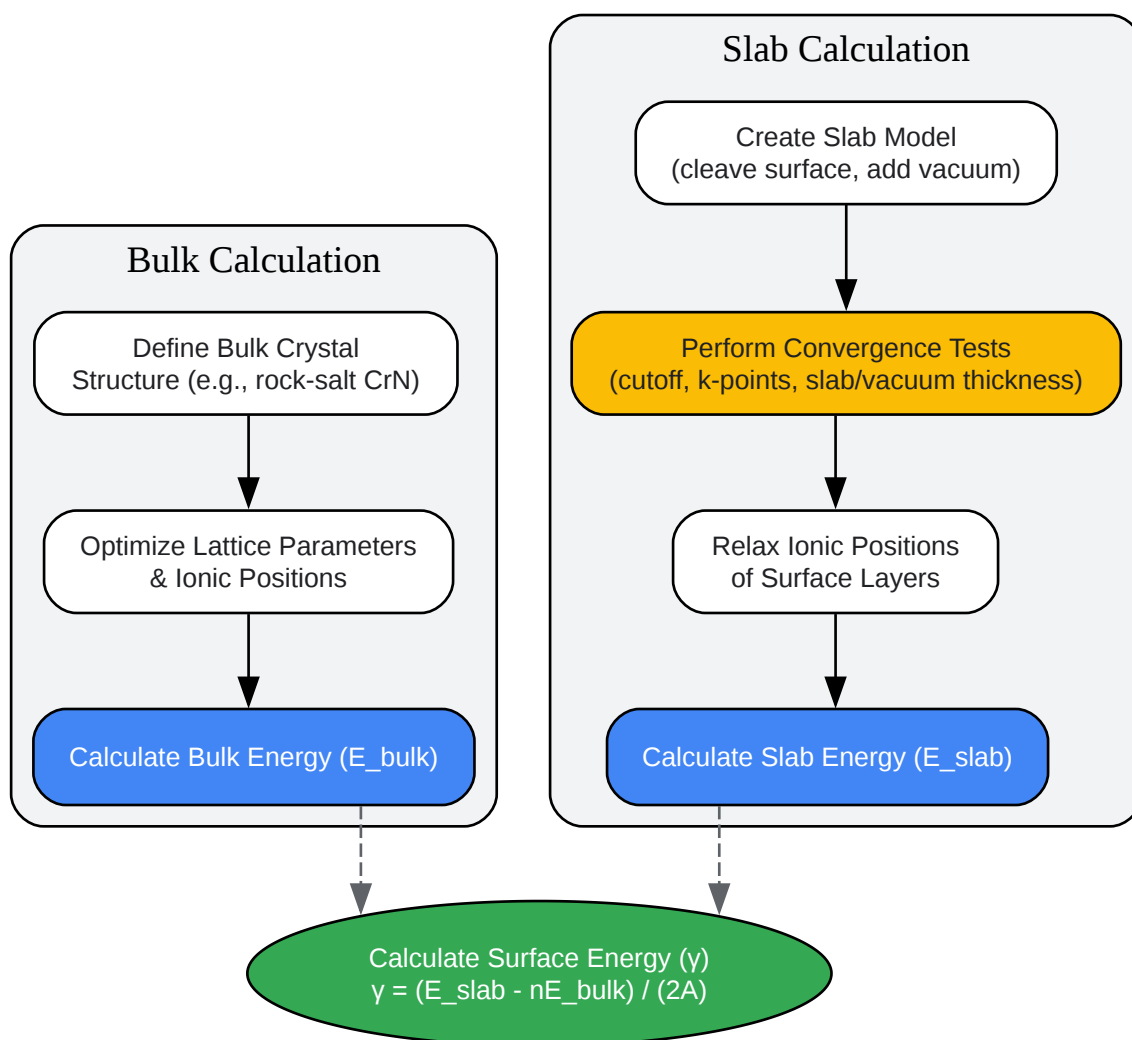 Slab Calculation
Create Slab Model
(cleave surface, add vacuum)
Perform Convergence Tests
(cutoff, k-points, slab/vacuum thickness)
Relax Ionic Positions
of Surface Layers
Calculate Slab Energy (E_slab)
Bulk Calculation
Define Bulk Crystal
Structure (e.g., rock-salt CrN)
Optimize Lattice Parameters
& Ionic Positions
Calculate Bulk Energy (E_bulk)
Calculate Surface Energy (γ)
γ = (E_slab - nE_bulk) / (2A)